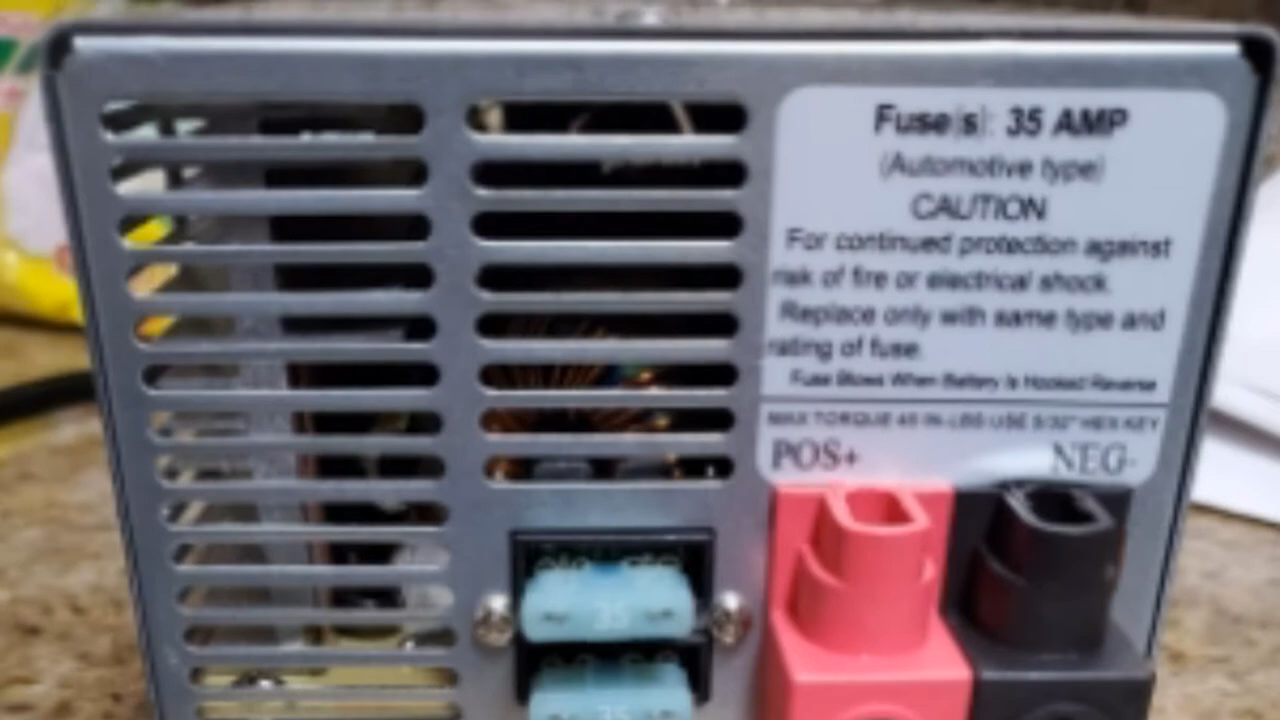 Fuse(s): 35 AMP
(Automotive type)
CAUTION
For continued protection against
risk of fire or electrical shock.
Replace only with same type and
rating of fuse.
Fuse Blows When Battery Is Hooked Reverse
MAX TORQUE 45 IN-LBS USE 5/32" HEX KEY
POS+ NEG-
35
35